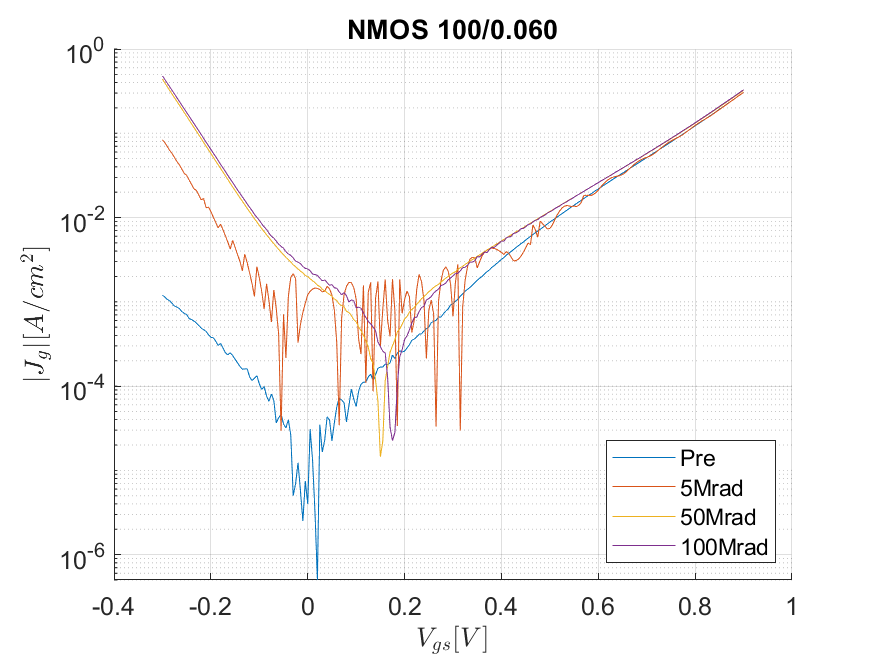 NMOS 100/0.060
10^0
10^-2
10^-4
10^-6
|J_g|[A/cm^2]
-0.4 -0.2 0 0.2 0.4 0.6 0.8 1
V_gs[V]
Pre
5Mrad
50Mrad
100Mrad